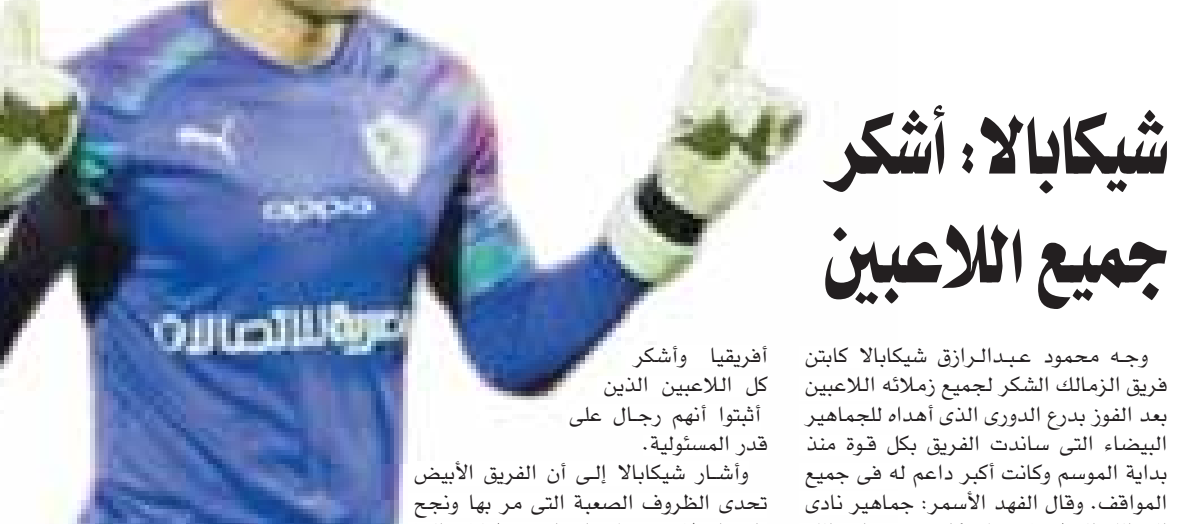 شيكابالا: أشكر
جميع اللاعبين
وجه محمود عبدالرازق شيكابالا كابتن
فريق الزمالك الشكر لجميع زملائه اللاعبين
بعد الفوز بدرع الدورى الذى أهداه للجماهير
البيضاء التى ساندت الفريق بكل قوة منذ
بداية الموسم وكانت أكبر داعم له فى جميع
المواقف. وقال الفهد الأسمر: جماهير نادى
أفريقيا وأشكر
كل اللاعبين الذين
أثبتوا أنهم رجال على
قدر المسئولية.
وأشار شيكابالا إلى أن الفريق الأبيض
تحدى الظروف الصعبة التى مر بها ونجح
oppo
للاتصالات